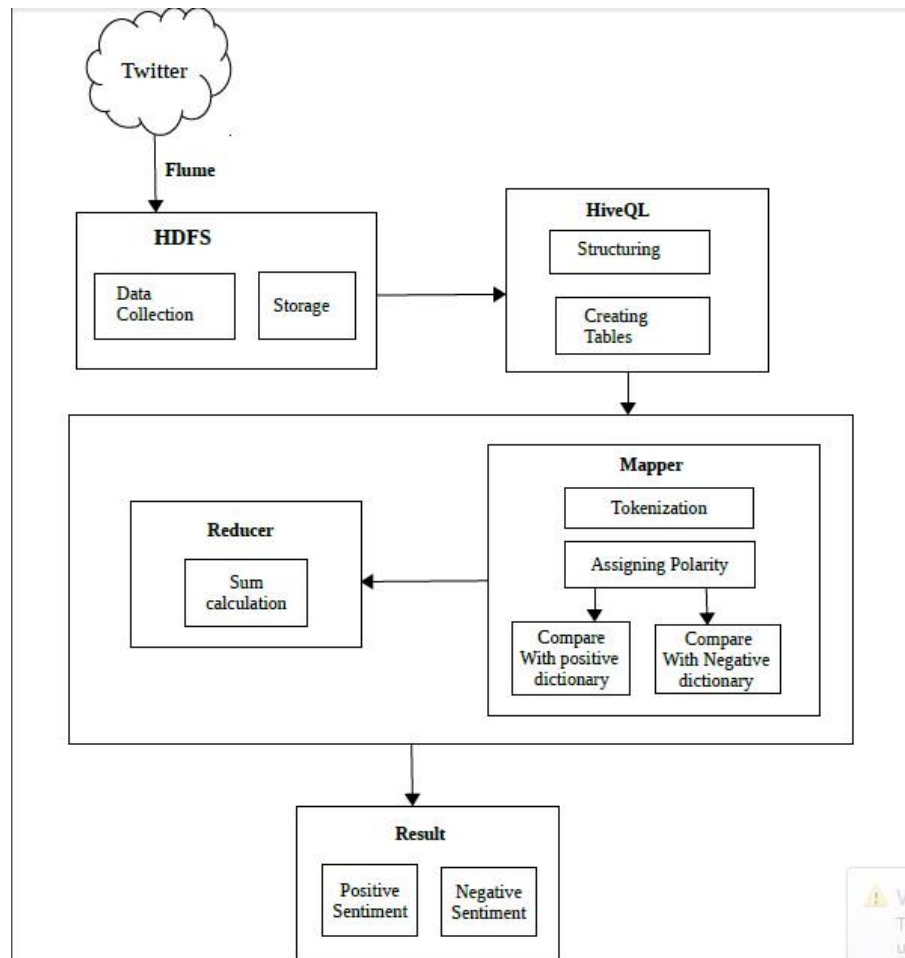 Twitter
Flume
HDFS
Data
Collection
Storage
HiveQL
Structuring
Creating
Tables
Mapper
Tokenization
Assigning Polarity
Compare
With positive
dictionary
Compare
With Negative
dictionary
Reducer
Sum
calculation
Result
Positive
Sentiment
Negative
Sentiment